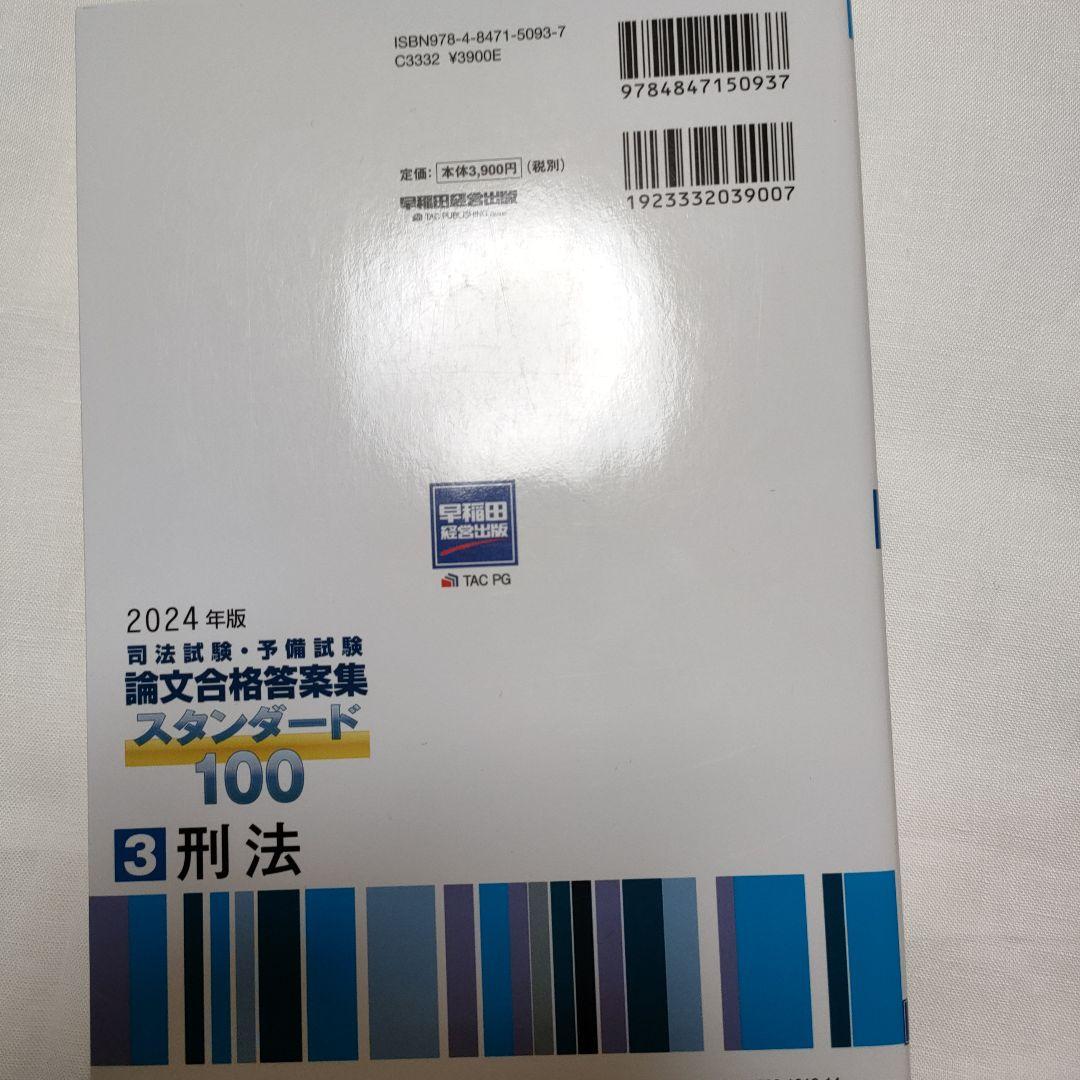 ISBN978-4-8471-5093-7
C3332 ¥3900E
9784847150937
定価: 本体3,900円 (税別)
1923332039007
早稲田経営出版
TAC PUBLISHING Group
早稲田
経営出版
TAC PG
2024年版
司法試験・予備試験
論文合格答案集
スタンダード
100
3 刑法